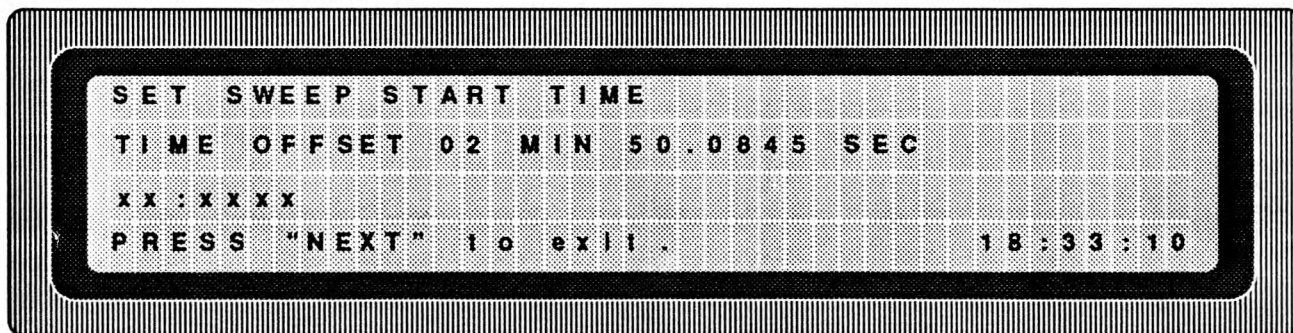 SET SWEEP START TIME
TIME OFFSET 02 MIN 50.0845 SEC
xx:xxxx
PRESS "NEXT" to exit. 18:33:10